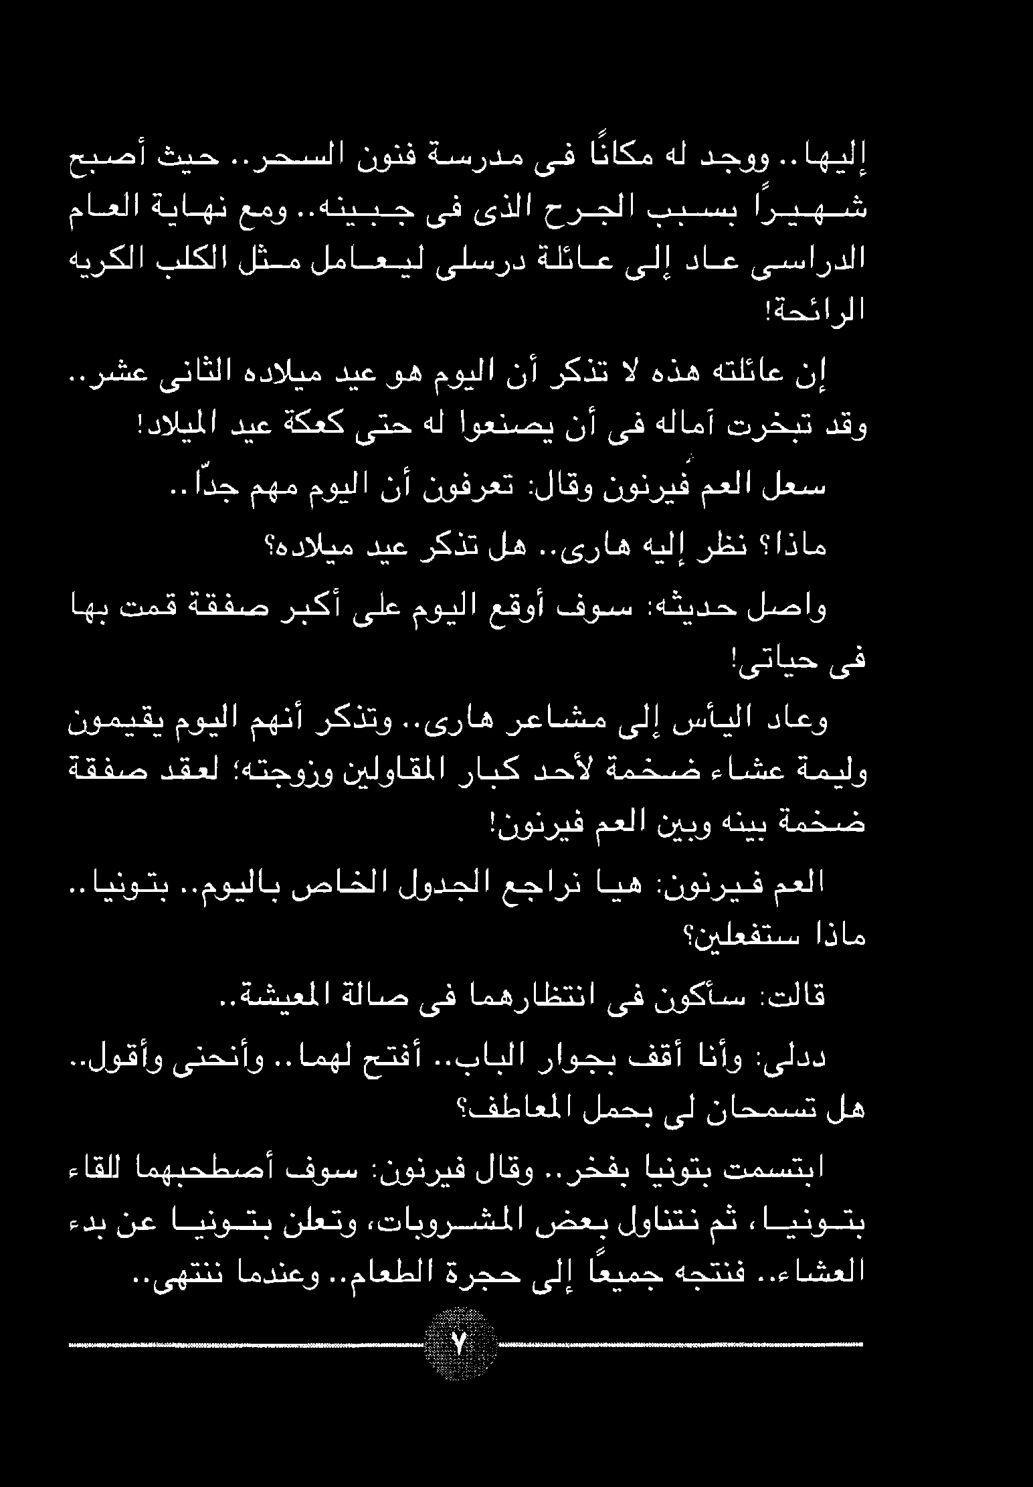 إليها.. ووجد له مكاناً فى مدرسة فنون السحر.. حيث أصبح
شهيراً بسبب الجرح الذى فى جبينه.. ومع نهاية العام
الدراسى عاد إلى عائلة درسلى ليعامل مثل الكلب الكريه
الرائحة!
إن عائلته هذه لا تذكر أن اليوم هو عيد ميلاده الثانى عشر..
وقد تبخرت آماله فى أن يصنعوا له حتى كعكة عيد الميلاد!
سعل العم فيرنون وقال: تعرفون أن اليوم مهم جداً..
ماذا؟ نظر إليه هارى.. هل تذكر عيد ميلاده؟
واصل حديثه: سوف أوقع اليوم على أكبر صفقة قمت بها
فى حياتى!
وعاد اليأس إلى مشاعر هارى.. وتذكر أنهم اليوم يقيمون
وليمة عشاء ضخمة لأحد كبار المقاولين وزوجته؛ لعقد صفقة
ضخمة بينه وبين العم فيرنون!
العم فيرنون: هيا نراجع الجدول الخاص باليوم.. بتونيا..
ماذا ستفعلين؟
قالت: سأكون فى انتظارهما فى صالة المعيشة..
ددلى: وأنا أقف بجوار الباب.. أفتح لهما.. وأنحنى وأقول..
هل تسمحان لى بحمل المعاطف؟
ابتسمت بتونيا بفخر.. وقال فيرنون: سوف أصطحبهما للقاء
بتونيا، ثم نتناول بعض المشروبات، وتعلن بتونيا عن بدء
العشاء.. فنتجه جميعاً إلى حجرة الطعام.. وعندما ننتهى..
٧